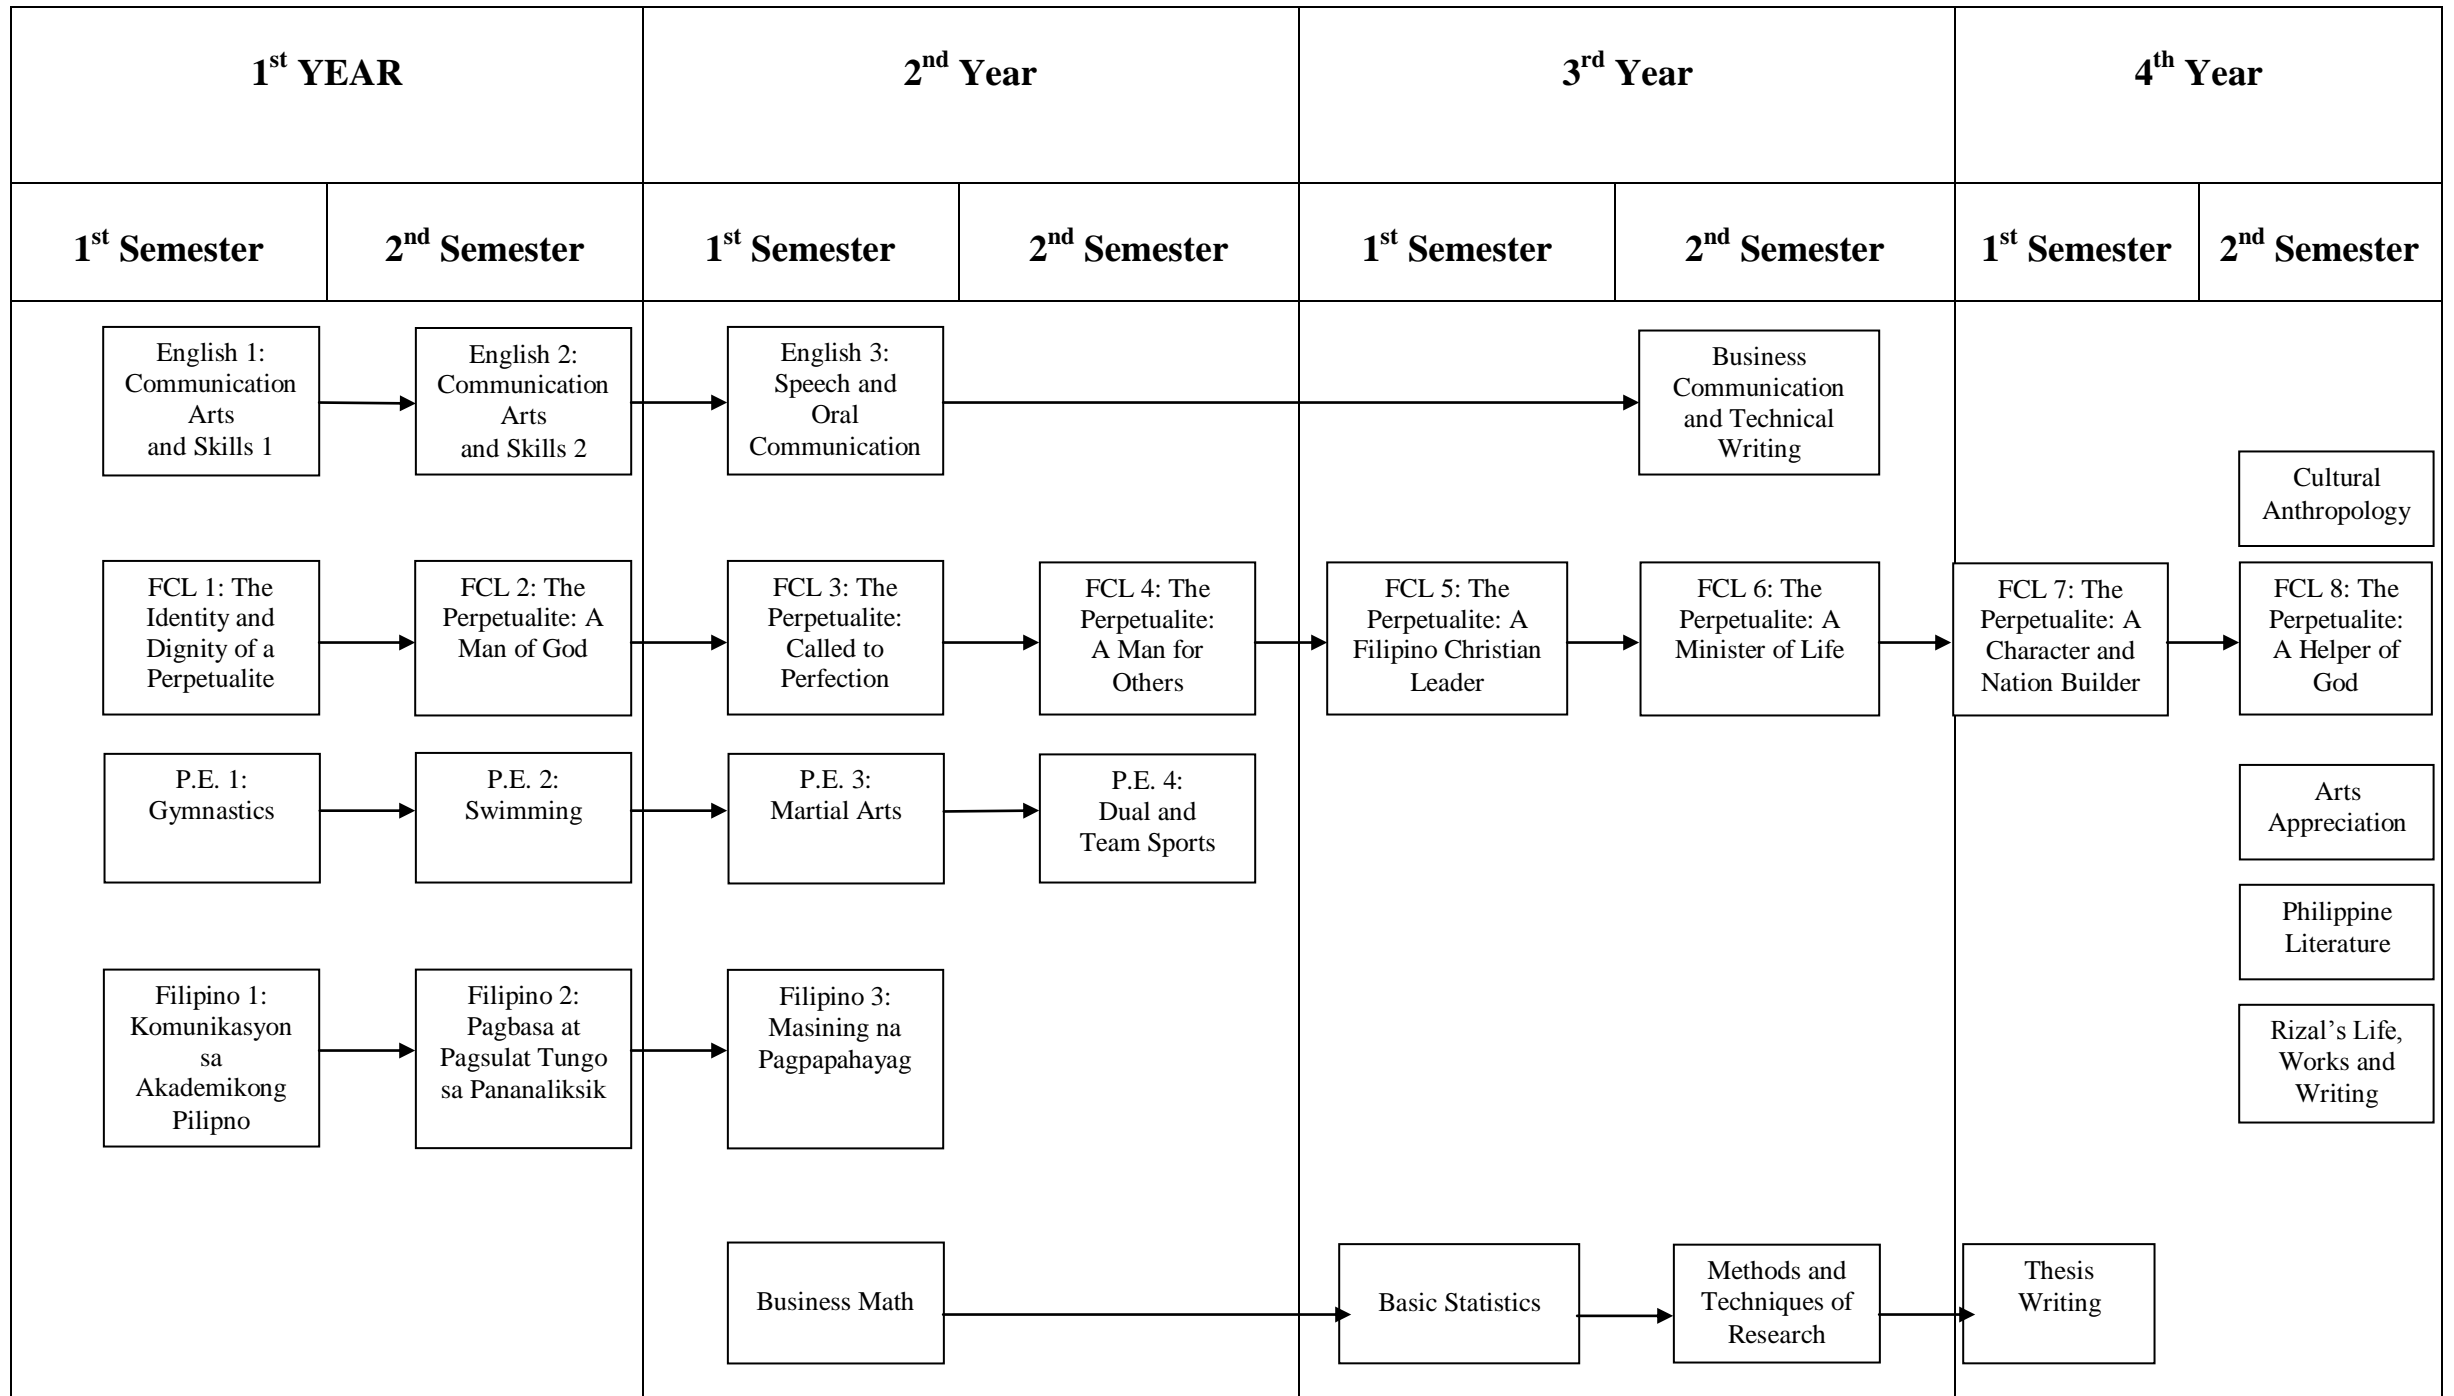 1st YEAR
2nd Year
3rd Year
4th Year
1st Semester
2nd Semester
1st Semester
2nd Semester
1st Semester
2nd Semester
1st Semester
2nd Semester
English 1:
Communication
Arts
and Skills 1
English 2:
Communication
Arts
and Skills 2
English 3:
Speech and
Oral
Communication
Business
Communication
and Technical
Writing
Cultural
Anthropology
FCL 1: The
Identity and
Dignity of a
Perpetualite
FCL 2: The
Perpetualite: A
Man of God
FCL 3: The
Perpetualite:
Called to
Perfection
FCL 4: The
Perpetualite:
A Man for
Others
FCL 5: The
Perpetualite: A
Filipino Christian
Leader
FCL 6: The
Perpetualite: A
Minister of Life
FCL 7: The
Perpetualite: A
Character and
Nation Builder
FCL 8: The
Perpetualite:
A Helper of
God
P.E. 1:
Gymnastics
P.E. 2:
Swimming
P.E. 3:
Martial Arts
P.E. 4:
Dual and
Team Sports
Arts
Appreciation
Philippine
Literature
Filipino 1:
Komunikasyon
sa
Akademikong
Pilipno
Filipino 2:
Pagbasa at
Pagsulat Tungo
sa Pananaliksik
Filipino 3:
Masining na
Pagpapahayag
Rizal’s Life,
Works and
Writing
Business Math
Basic Statistics
Methods and
Techniques of
Research
Thesis
Writing